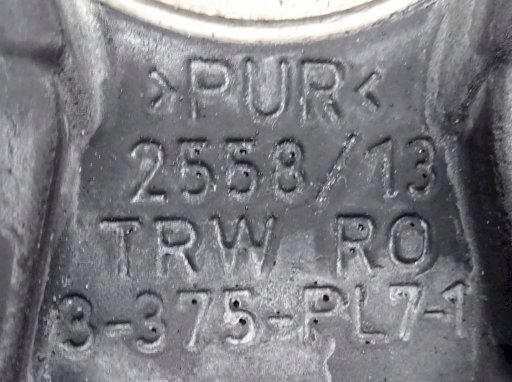 >PUR<
2558/13
TRW RO
3-375-PL7-1